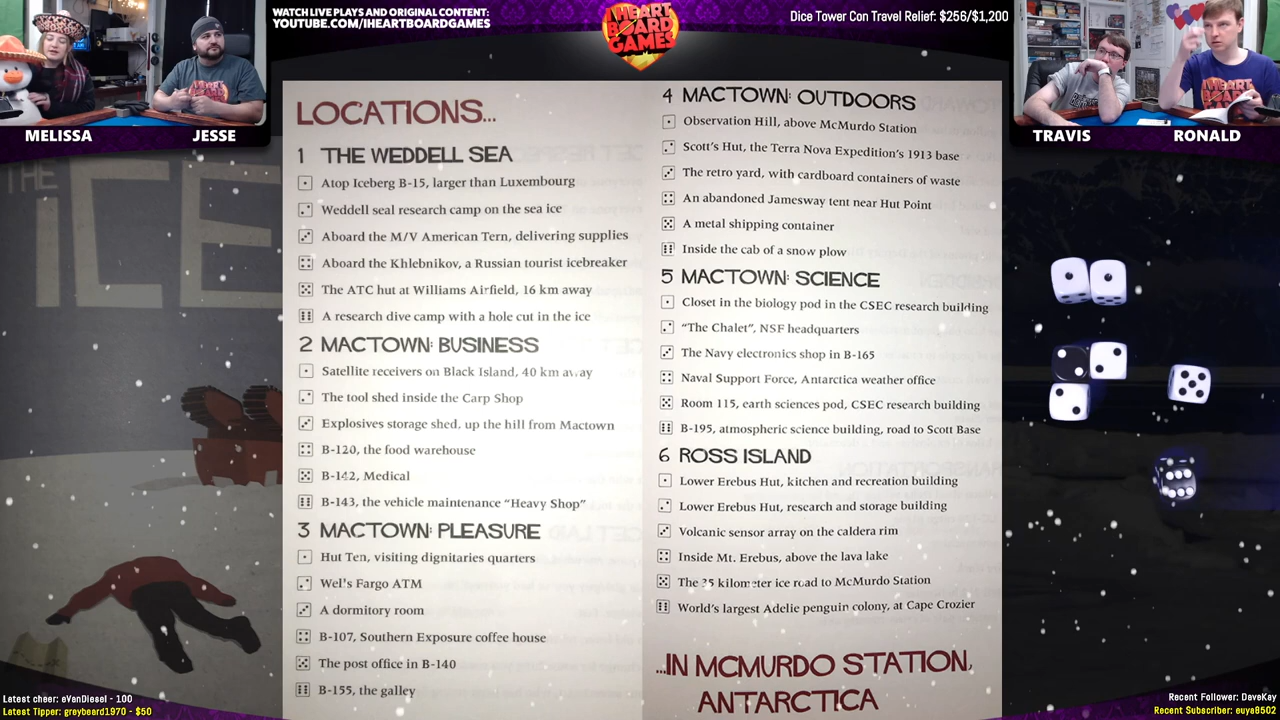 WATCH LIVE PLAYS AND ORIGINAL CONTENT:
YOUTUBE.COM/IHEARTBOARDGAMES
I HEART
BOARD
GAMES
Dice Tower Con Travel Relief: $256/$1,200
MELISSA
JESSE
TRAVIS
RONALD
THE
ICE
LOCATIONS...
1 THE WEDDELL SEA
Atop Iceberg B-15, larger than Luxembourg
Weddell seal research camp on the sea ice
Aboard the M/V American Tern, delivering supplies
Aboard the Khlebnikov, a Russian tourist icebreaker
The ATC hut at Williams Airfield, 16 km away
A research dive camp with a hole cut in the ice
2 MACTOWN: BUSINESS
Satellite receivers on Black Island, 40 km away
The tool shed inside the Carp Shop
Explosives storage shed, up the hill from Mactown
B-120, the food warehouse
B-142, Medical
B-143, the vehicle maintenance "Heavy Shop"
3 MACTOWN: PLEASURE
Hut Ten, visiting dignitaries quarters
Wel's Fargo ATM
A dormitory room
B-107, Southern Exposure coffee house
The post office in B-140
B-155, the galley
4 MACTOWN: OUTDOORS
Observation Hill, above McMurdo Station
Scott's Hut, the Terra Nova Expedition's 1913 base
The retro yard, with cardboard containers of waste
An abandoned Jamesway tent near Hut Point
A metal shipping container
Inside the cab of a snow plow
5 MACTOWN: SCIENCE
Closet in the biology pod in the CSEC research building
"The Chalet", NSF headquarters
The Navy electronics shop in B-165
Naval Support Force, Antarctica weather office
Room 115, earth sciences pod, CSEC research building
B-195, atmospheric science building, road to Scott Base
6 ROSS ISLAND
Lower Erebus Hut, kitchen and recreation building
Lower Erebus Hut, research and storage building
Volcanic sensor array on the caldera rim
Inside Mt. Erebus, above the lava lake
The 35 kilometer ice road to McMurdo Station
World's largest Adelie penguin colony, at Cape Crozier
...IN MCMURDO STATION,
ANTARCTICA
Latest cheer: eVanDiesel - 100
Latest Tipper: greybeard1970 - $50
Recent Follower: DaveKay
Recent Subscriber: euye8502